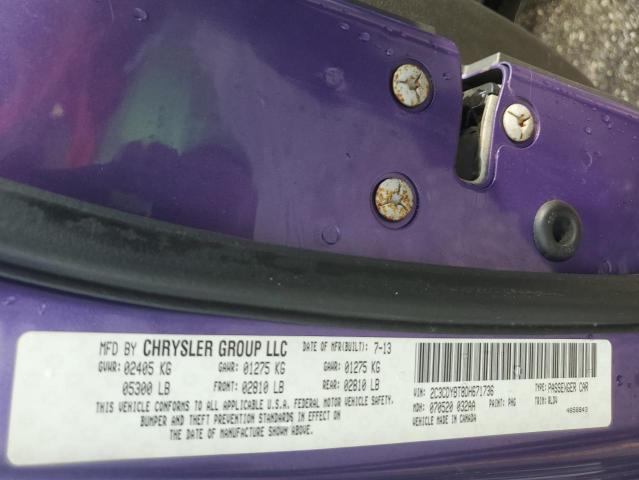 MFD BY CHRYSLER GROUP LLC DATE OF MFR(BUILT): 7-13
GVWR: 02405 KG GAWR: 01275 KG GAWR: 01275 KG
05300 LB FRONT: 02810 LB REAR: 02810 LB
THIS VEHICLE CONFORMS TO ALL APPLICABLE U.S.A. FEDERAL MOTOR VEHICLE SAFETY,
BUMPER AND THEFT PREVENTION STANDARDS IN EFFECT ON
THE DATE OF MANUFACTURE SHOWN ABOVE.
VIN: 2C3CDYBT8DH671736 TYPE: PASSENGER CAR
MDH: 070520 032AA PAINT: PHG TRIM: BLDV
VEHICLE MADE IN CANADA 4658843